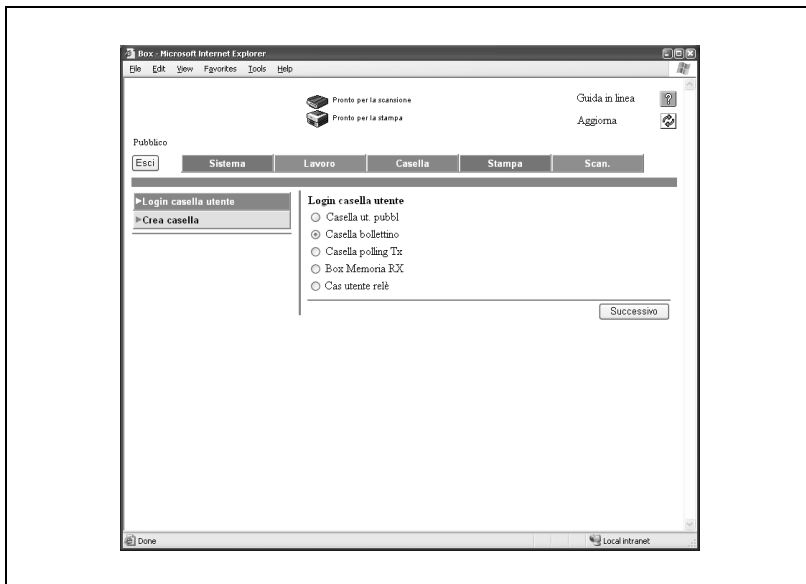 Box - Microsoft Internet Explorer
File Edit View Favorites Tools Help
Pronto per la scansione
Guida in linea ?
Pronto per la stampa
Aggiorna
Pubblico
Esci Sistema Lavoro Casella Stampa Scan.
Login casella utente
Crea casella
Login casella utente
Casella ut. pubbl
Casella bollettino
Casella polling Tx
Box Memoria RX
Cas utente relè
Successivo
Done Local intranet